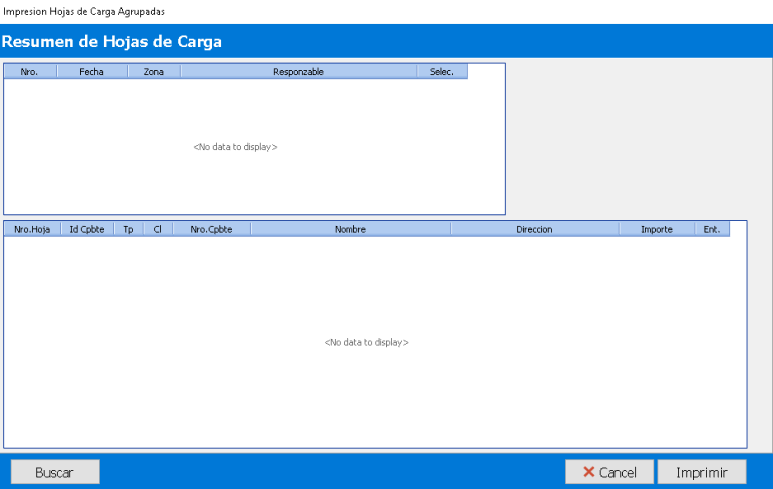 Impresion Hojas de Carga Agrupadas
Resumen de Hojas de Carga
Nro. Fecha Zona Responzable Selec.
<No data to display>
Nro.Hoja Id Cpbte Tp Cl Nro.Cpbte Nombre Direccion Importe Ent.
<No data to display>
Buscar Cancel Imprimir